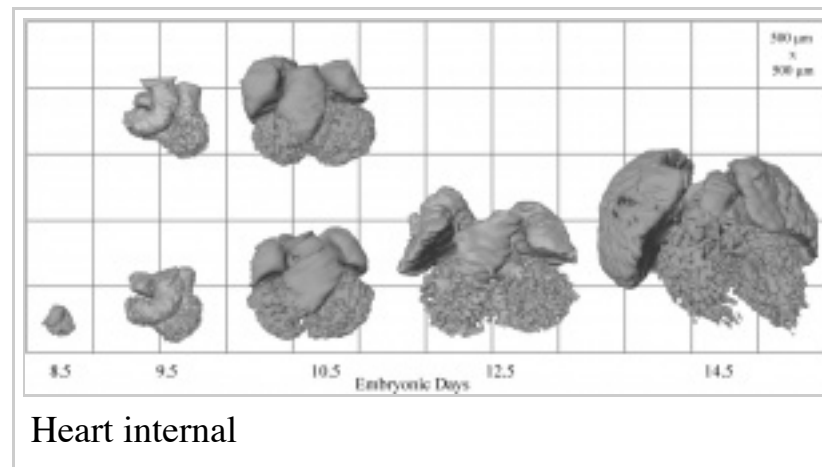 500 µm
x
500 µm
8.5 9.5 10.5 12.5 14.5
Embryonic Days
Heart internal